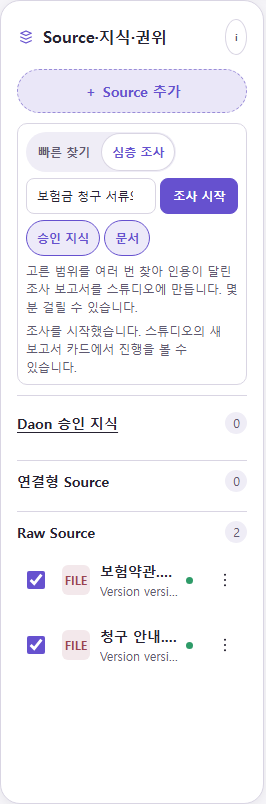 Source·지식·권위
i
+ Source 추가
빠른 찾기
심층 조사
보험금 청구 서류
조사 시작
승인 지식
문서
고른 범위를 여러 번 찾아 인용이 달린
조사 보고서를 스튜디오에 만듭니다. 몇
분 걸릴 수 있습니다.
조사를 시작했습니다. 스튜디오의 새
보고서 카드에서 진행을 볼 수
있습니다.
Daon 승인 지식
0
연결형 Source
0
Raw Source
2
FILE
보험약관....
Version versi...
FILE
청구 안내....
Version versi...